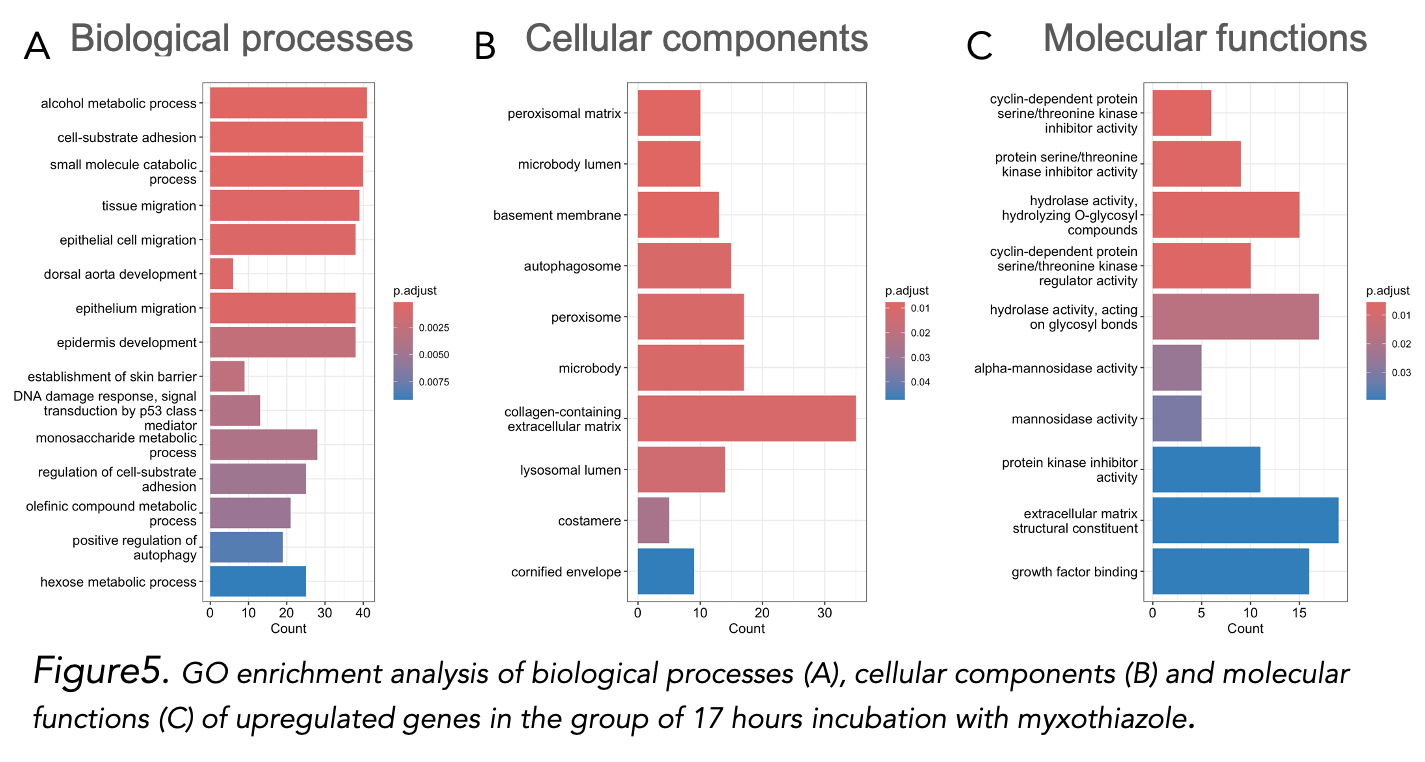 A Biological processes
alcohol metabolic process
cell-substrate adhesion
small molecule catabolic
process
tissue migration
epithelial cell migration
dorsal aorta development
epithelium migration
epidermis development
establishment of skin barrier
DNA damage response, signal
transduction by p53 class
mediator
monosaccharide metabolic
process
regulation of cell-substrate
adhesion
olefinic compound metabolic
process
positive regulation of
autophagy
hexose metabolic process
0 10 20 30 40
Count
p.adjust
0.0025
0.0050
0.0075
B Cellular components
peroxisomal matrix
microbody lumen
basement membrane
autophagosome
peroxisome
microbody
collagen-containing
extracellular matrix
lysosomal lumen
costamere
cornified envelope
0 10 20 30
Count
p.adjust
0.01
0.02
0.03
0.04
C Molecular functions
cyclin-dependent protein
serine/threonine kinase
inhibitor activity
protein serine/threonine
kinase inhibitor activity
hydrolase activity,
hydrolyzing O-glycosyl
compounds
cyclin-dependent protein
serine/threonine kinase
regulator activity
hydrolase activity, acting
on glycosyl bonds
alpha-mannosidase activity
mannosidase activity
protein kinase inhibitor
activity
extracellular matrix
structural constituent
growth factor binding
0 5 10 15
Count
p.adjust
0.01
0.02
0.03
Figure5. GO enrichment analysis of biological processes (A), cellular components (B) and molecular
functions (C) of upregulated genes in the group of 17 hours incubation with myxothiazole.